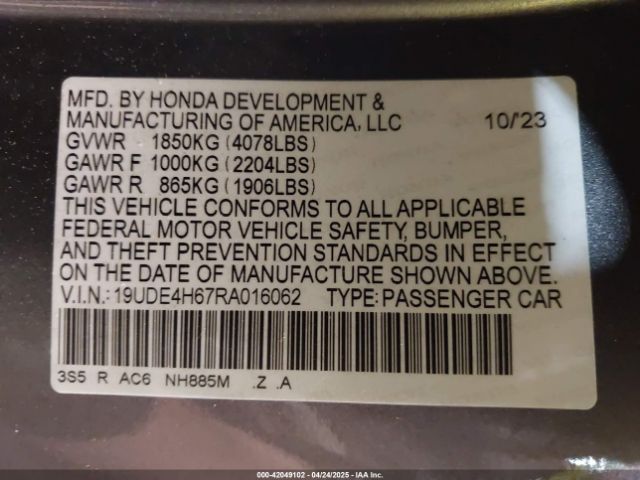 MFD. BY HONDA DEVELOPMENT &
MANUFACTURING OF AMERICA, LLC 10/'23
GVWR 1850KG (4078LBS)
GAWR F 1000KG (2204LBS)
GAWR R 865KG (1906LBS)
THIS VEHICLE CONFORMS TO ALL APPLICABLE
FEDERAL MOTOR VEHICLE SAFETY, BUMPER,
AND THEFT PREVENTION STANDARDS IN EFFECT
ON THE DATE OF MANUFACTURE SHOWN ABOVE.
V.I.N.: 19UDE4H67RA016062 TYPE: PASSENGER CAR
3S5 R AC6 NH885M .Z .A
000-42049102 - 04/24/2025 - IAA Inc.